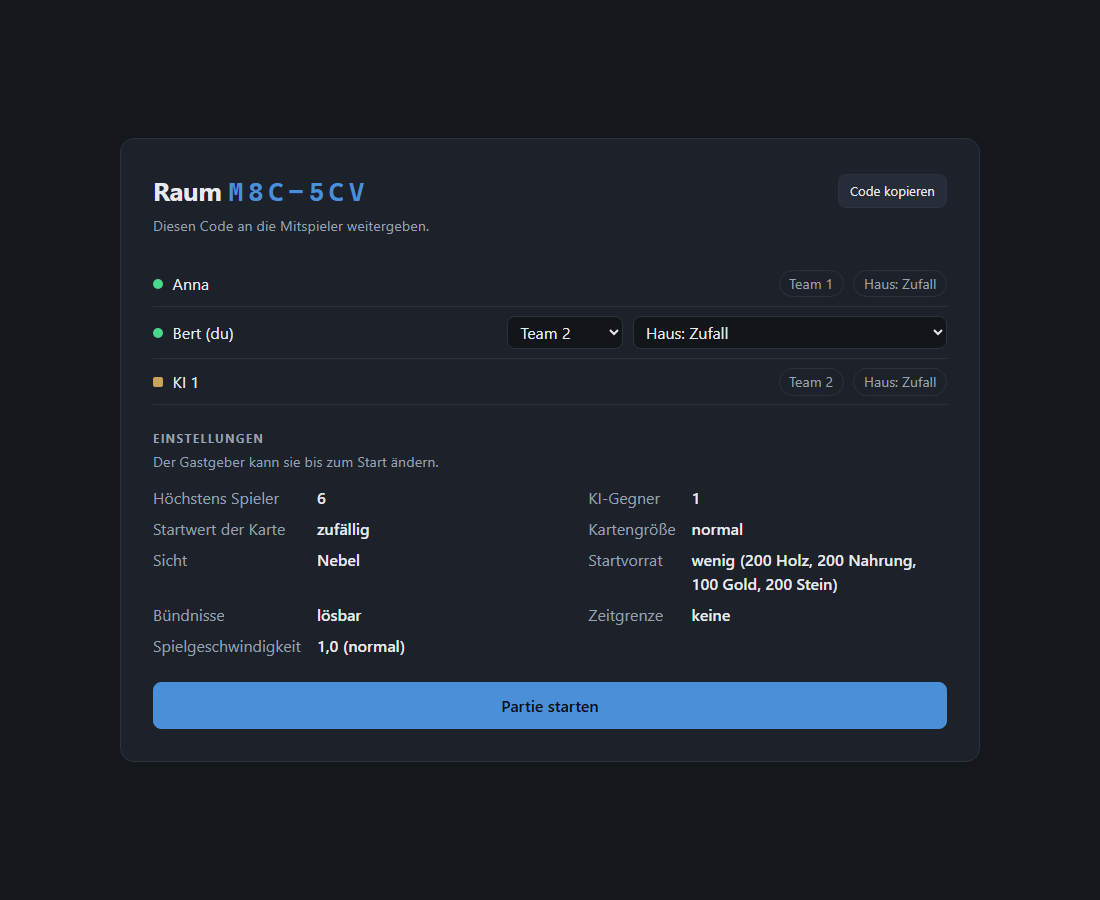 Raum M8C-5CV
Code kopieren
Diesen Code an die Mitspieler weitergeben.
Anna
Team 1
Haus: Zufall
Bert (du)
Team 2
Haus: Zufall
KI 1
Team 2
Haus: Zufall
EINSTELLUNGEN
Der Gastgeber kann sie bis zum Start ändern.
Höchstens Spieler 6
KI-Gegner 1
Startwert der Karte zufällig
Kartengröße normal
Sicht Nebel
Startvorrat wenig (200 Holz, 200 Nahrung,
100 Gold, 200 Stein)
Bündnisse lösbar
Zeitgrenze keine
Spielgeschwindigkeit 1,0 (normal)
Partie starten